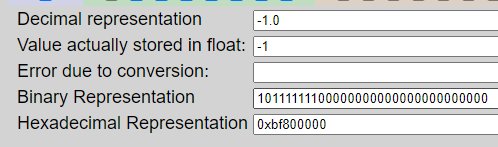 Decimal representation -1.0
Value actually stored in float: -1
Error due to conversion:
Binary Representation 10111111100000000000000000000000
Hexadecimal Representation 0xbf800000